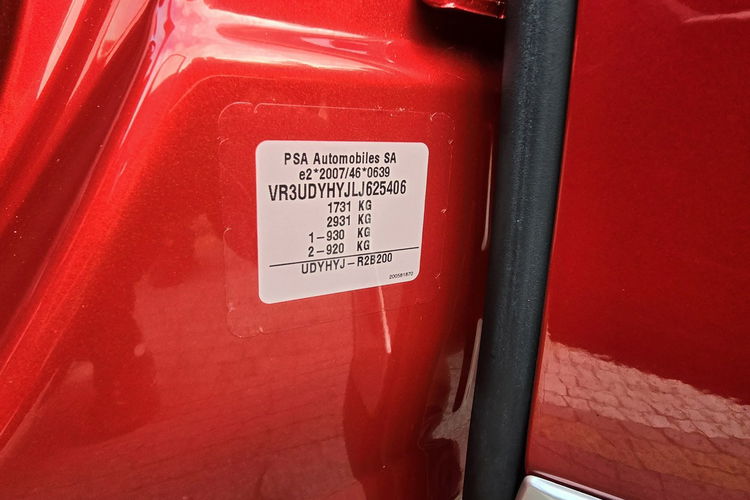 PSA Automobiles SA
e2*2007/46*0639
VR3UDYHYJLJ625406
1731 KG
2931 KG
1-930 KG
2-920 KG
UDYHYJ-R2B200
200581870